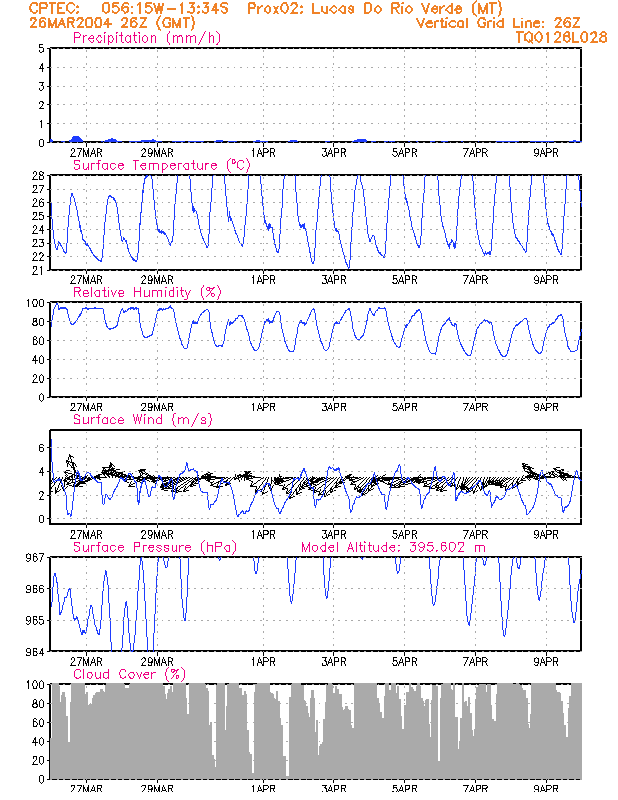 CPTEC: 056:15W-13:34S Prox02: Lucas Do Rio Verde (MT)
26MAR2004 26Z (GMT) Vertical Grid Line: 26Z
Precipitation (mm/h) TQ0126L028
5
4
3
2
1
0
27MAR 29MAR 1APR 3APR 5APR 7APR 9APR
Surface Temperature (°C)
28
27
26
25
24
23
22
21
27MAR 29MAR 1APR 3APR 5APR 7APR 9APR
Relative Humidity (%)
100
80
60
40
20
0
27MAR 29MAR 1APR 3APR 5APR 7APR 9APR
Surface Wind (m/s)
6
4
2
0
27MAR 29MAR 1APR 3APR 5APR 7APR 9APR
Surface Pressure (hPa) Model Altitude: 395.602 m
967
966
965
964
27MAR 29MAR 1APR 3APR 5APR 7APR 9APR
Cloud Cover (%)
100
80
60
40
20
0
27MAR 29MAR 1APR 3APR 5APR 7APR 9APR